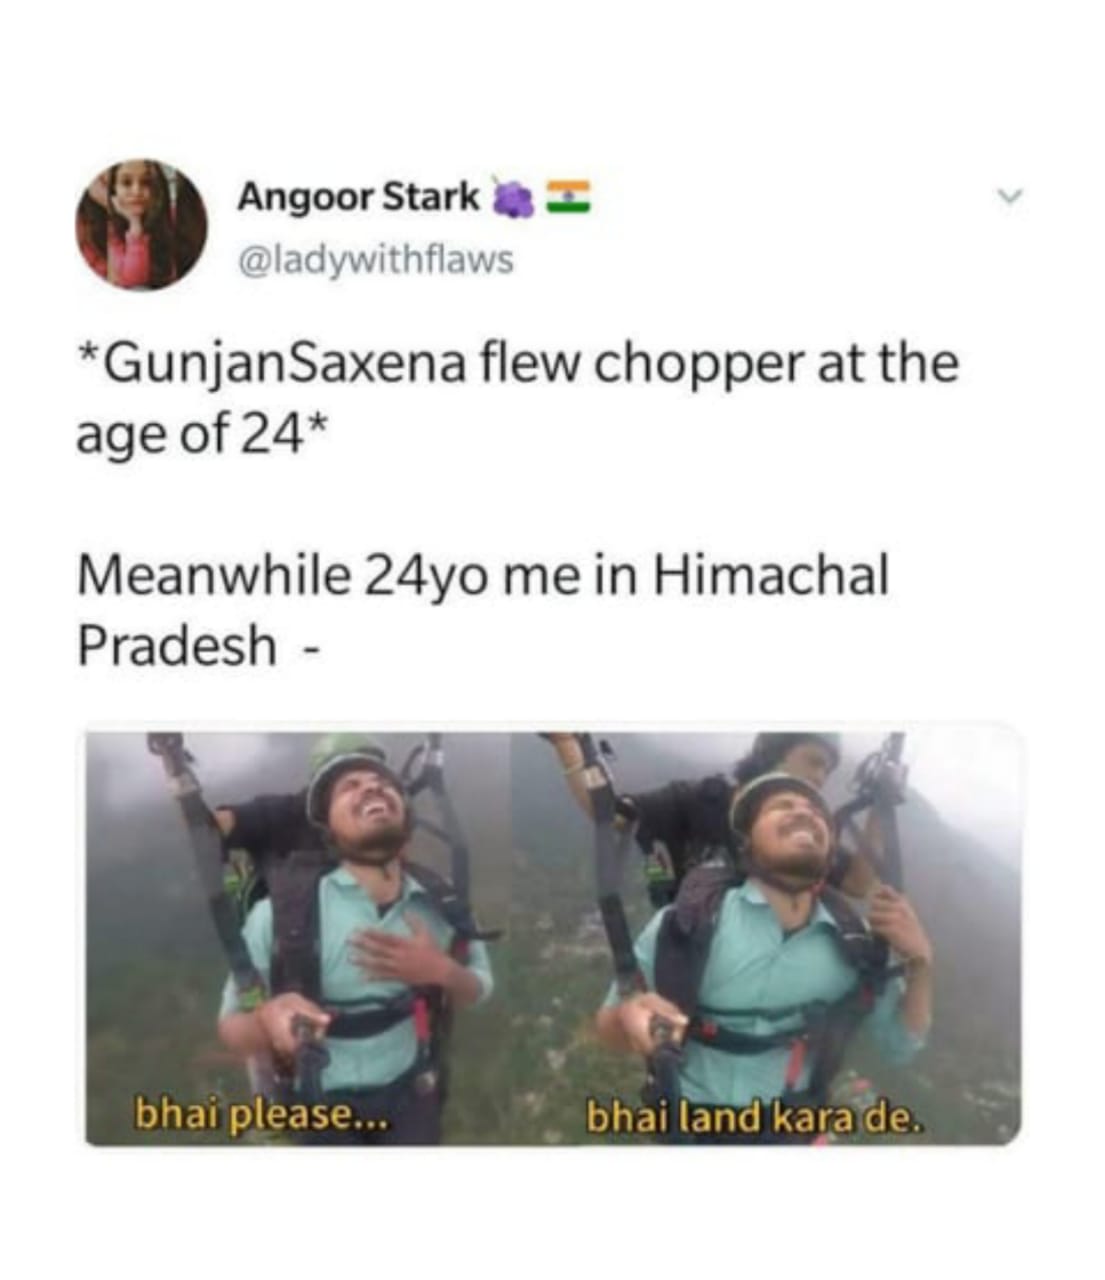 Angoor Stark 🍇 🇮🇳
@ladywithflaws
*GunjanSaxena flew chopper at the
age of 24*
Meanwhile 24yo me in Himachal
Pradesh -
bhai please...
bhai land kara de.